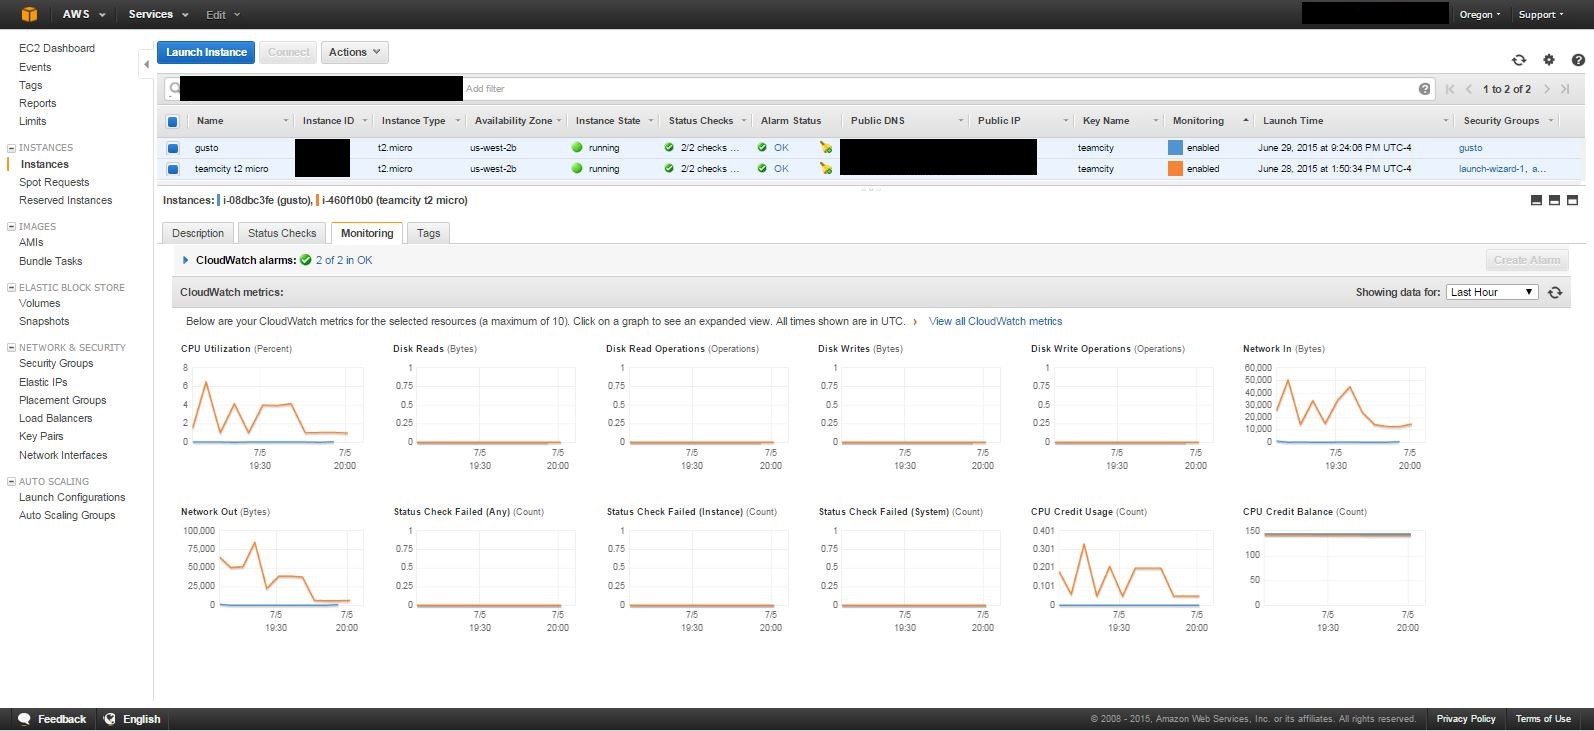 AWS Services Edit Oregon Support
EC2 Dashboard
Events
Tags
Reports
Limits
INSTANCES
Instances
Spot Requests
Reserved Instances
IMAGES
AMIs
Bundle Tasks
ELASTIC BLOCK STORE
Volumes
Snapshots
NETWORK & SECURITY
Security Groups
Elastic IPs
Placement Groups
Load Balancers
Key Pairs
Network Interfaces
AUTO SCALING
Launch Configurations
Auto Scaling Groups
Launch Instance Connect Actions
Add filter 1 to 2 of 2
Name Instance ID Instance Type Availability Zone Instance State Status Checks Alarm Status Public DNS Public IP Key Name Monitoring Launch Time Security Groups
gusto t2.micro us-west-2b running 2/2 checks ... OK teamcity enabled June 29, 2015 at 9:24:06 PM UTC-4 gusto
teamcity t2 micro t2.micro us-west-2b running 2/2 checks ... OK teamcity enabled June 28, 2015 at 1:50:34 PM UTC-4 launch-wizard-1, a...
Instances: i-08dbc3fe (gusto), i-460f10b0 (teamcity t2 micro)
Description Status Checks Monitoring Tags
CloudWatch alarms: 2 of 2 in OK Create Alarm
CloudWatch metrics: Showing data for: Last Hour
Below are your CloudWatch metrics for the selected resources (a maximum of 10). Click on a graph to see an expanded view. All times shown are in UTC. › View all CloudWatch metrics
CPU Utilization (Percent)
8
6
4
2
0
7/5 7/5
19:30 20:00
Disk Reads (Bytes)
1
0.75
0.5
0.25
0
7/5 7/5
19:30 20:00
Disk Read Operations (Operations)
1
0.75
0.5
0.25
0
7/5 7/5
19:30 20:00
Disk Writes (Bytes)
1
0.75
0.5
0.25
0
7/5 7/5
19:30 20:00
Disk Write Operations (Operations)
1
0.75
0.5
0.25
0
7/5 7/5
19:30 20:00
Network In (Bytes)
60,000
50,000
40,000
30,000
20,000
10,000
0
7/5 7/5
19:30 20:00
Network Out (Bytes)
100,000
75,000
50,000
25,000
0
7/5 7/5
19:30 20:00
Status Check Failed (Any) (Count)
1
0.75
0.5
0.25
0
7/5 7/5
19:30 20:00
Status Check Failed (Instance) (Count)
1
0.75
0.5
0.25
0
7/5 7/5
19:30 20:00
Status Check Failed (System) (Count)
1
0.75
0.5
0.25
0
7/5 7/5
19:30 20:00
CPU Credit Usage (Count)
0.401
0.301
0.201
0.101
0
7/5 7/5
19:30 20:00
CPU Credit Balance (Count)
150
100
50
0
7/5 7/5
19:30 20:00
Feedback English © 2008 - 2015, Amazon Web Services, Inc. or its affiliates. All rights reserved. Privacy Policy Terms of Use